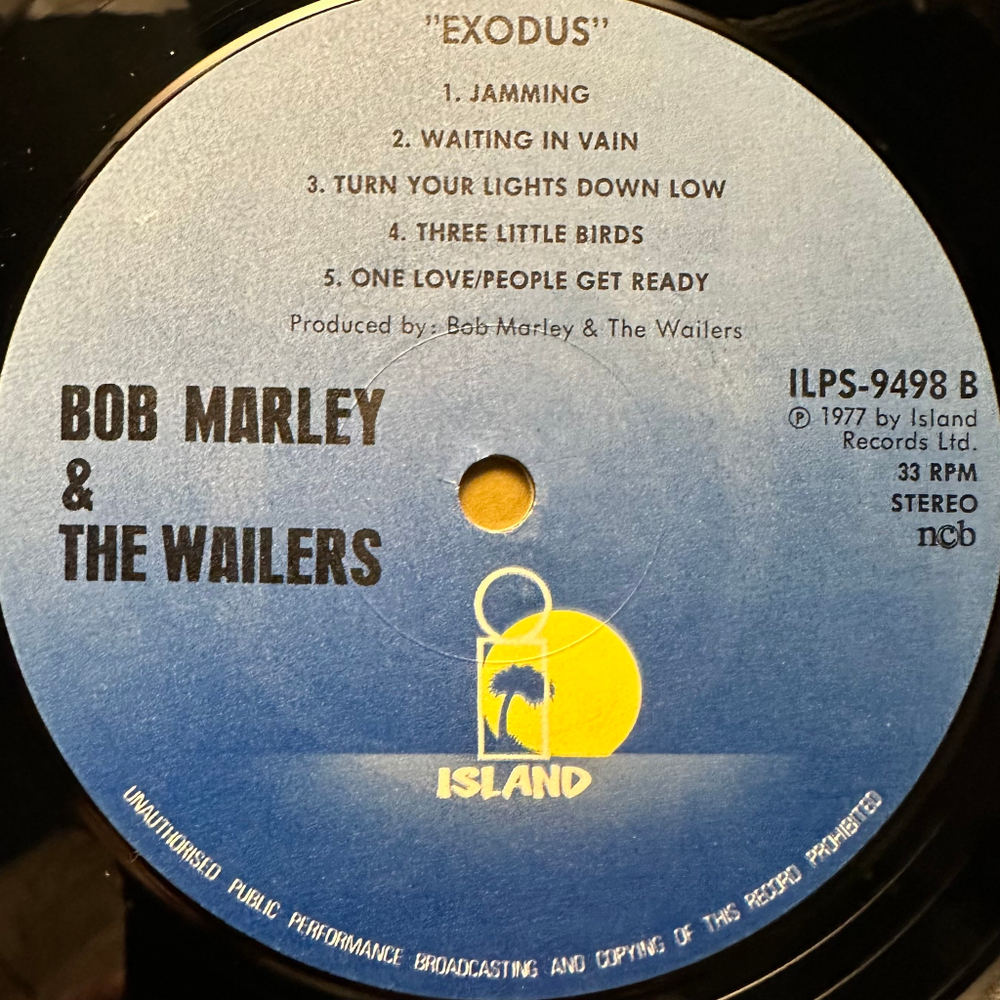 "EXODUS"
1. JAMMING
2. WAITING IN VAIN
3. TURN YOUR LIGHTS DOWN LOW
4. THREE LITTLE BIRDS
5. ONE LOVE/PEOPLE GET READY
Produced by: Bob Marley & The Wailers
BOB MARLEY
&
THE WAILERS
ILPS-9498 B
℗ 1977 by Island
Records Ltd.
33 RPM
STEREO
ncb
ISLAND
UNAUTHORISED PUBLIC PERFORMANCE BROADCASTING AND COPYING OF THIS RECORD PROHIBITED